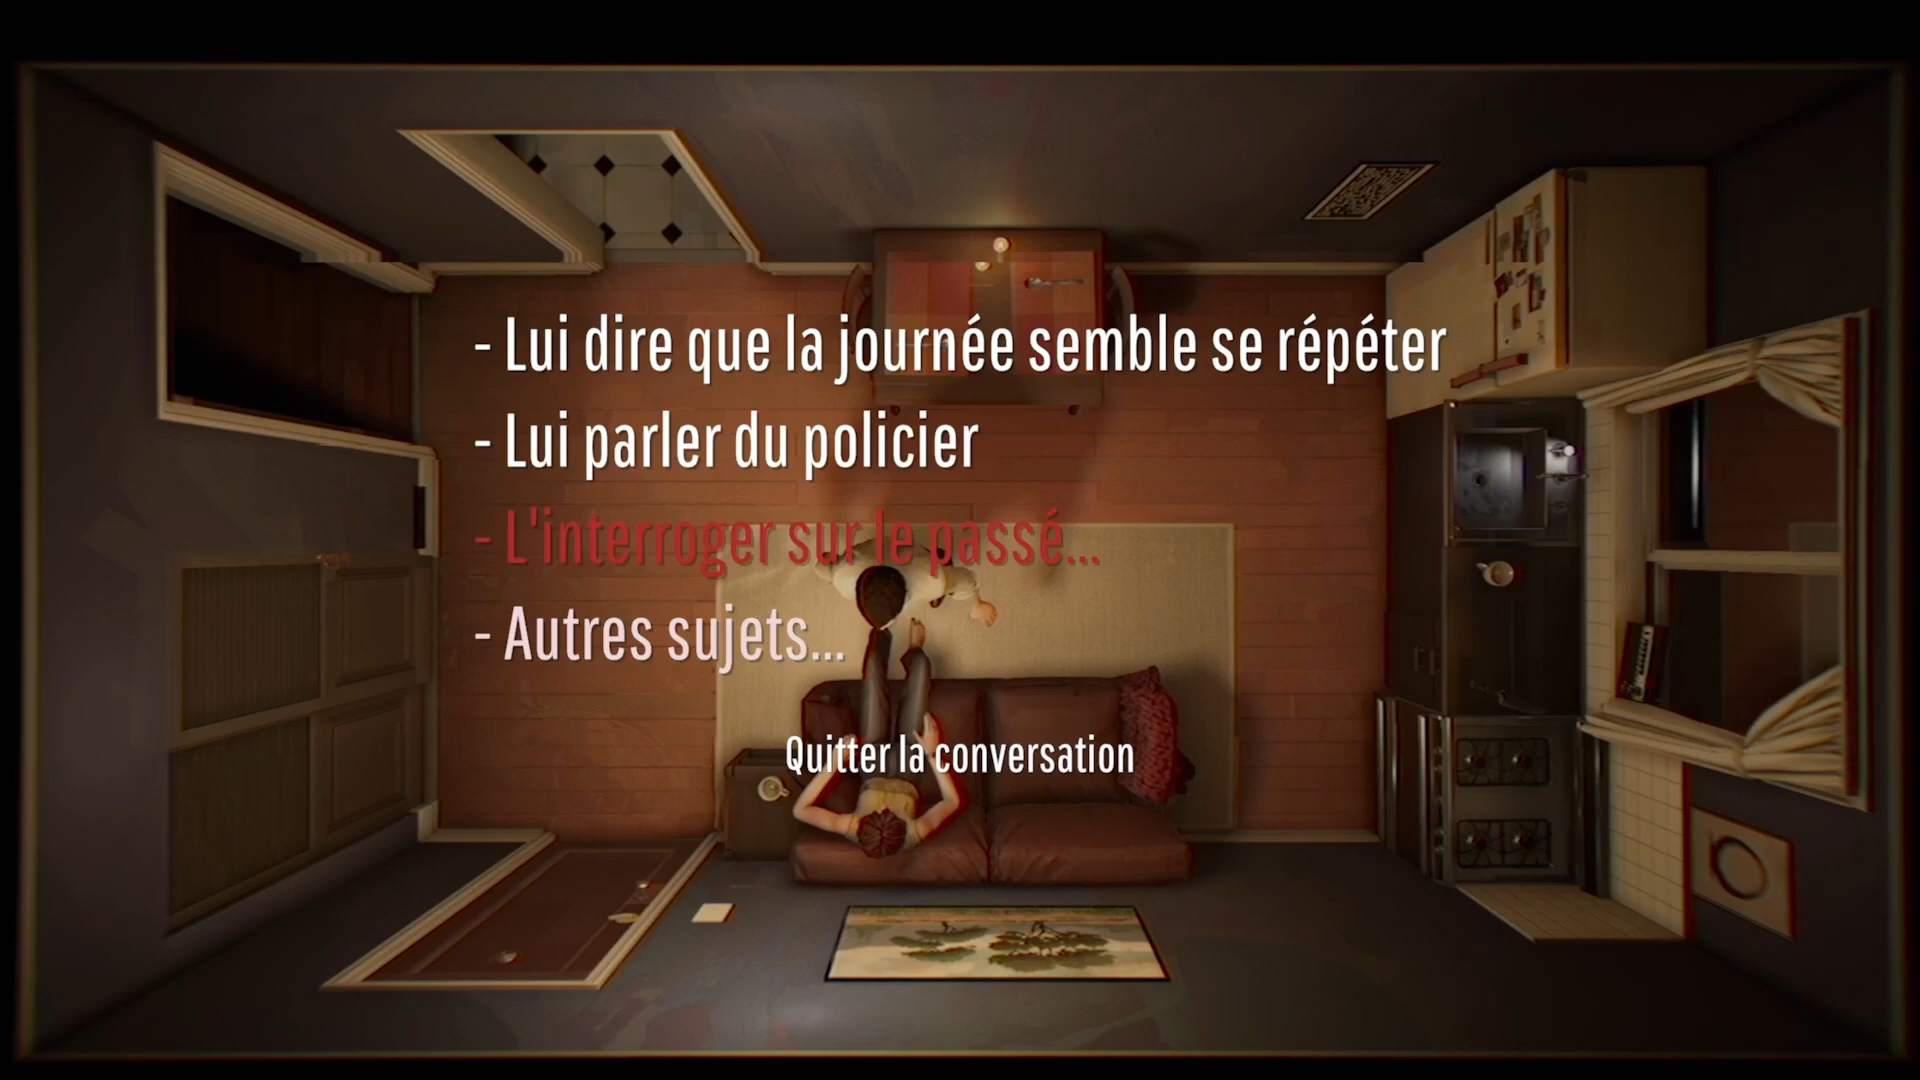 - Lui dire que la journée semble se répéter
- Lui parler du policier
- L'interroger sur le passé...
- Autres sujets...
Quitter la conversation